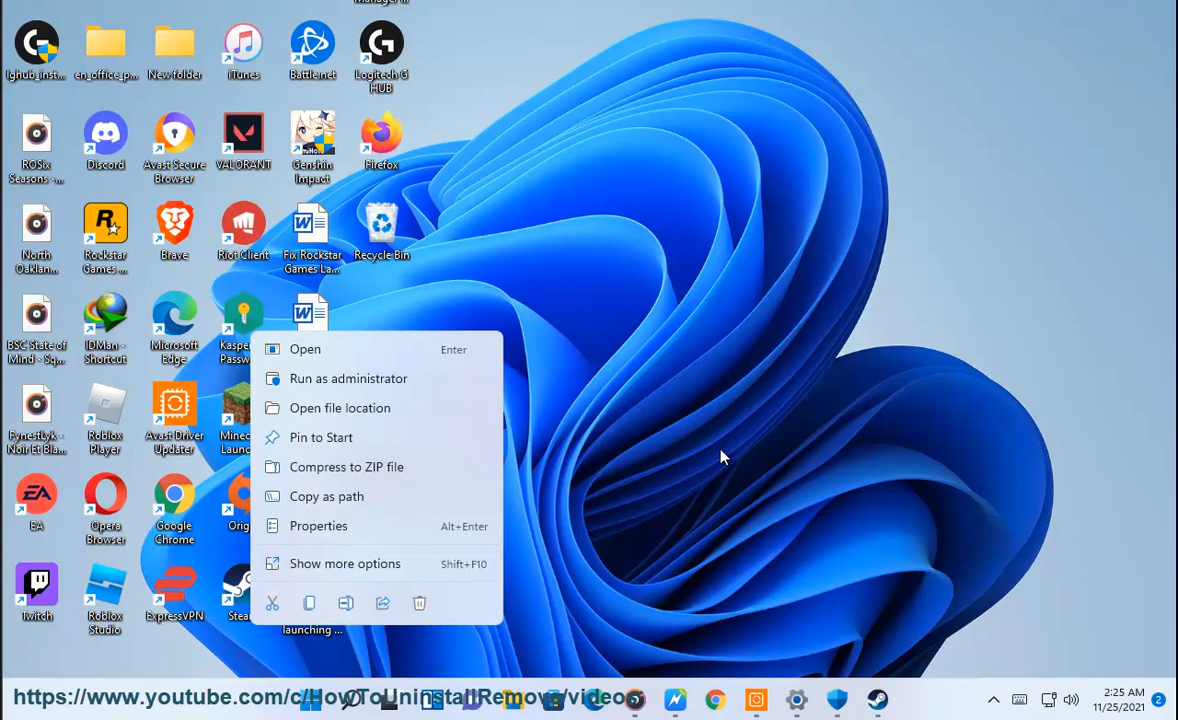 Manager ...
lghub_inst...
en_office_p...
New folder
iTunes
Battle.net
Logitech G
HUB
ROSix
Seasons -...
Discord
Avast Secure
Browser
VALORANT
Genshin
Impact
Firefox
North
Oaklan...
Rockstar
Games ...
Brave
Riot Client
Fix Rockstar
Games La...
Recycle Bin
BSC State of
Mind - Sq...
IDMan -
Shortcut
Microsoft
Edge
Kaspe
Passw
FynestLyk -
Noir Et Bla...
Roblox
Player
Avast Driver
Updater
Minec
Launc
EA
Opera
Browser
Google
Chrome
Orig
Twitch
Roblox
Studio
ExpressVPN
Stea
launching ...
Open Enter
Run as administrator
Open file location
Pin to Start
Compress to ZIP file
Copy as path
Properties Alt+Enter
Show more options Shift+F10
https://www.youtube.com/c/HowToUninstallRemove/videos
2:25 AM
11/25/2021
2